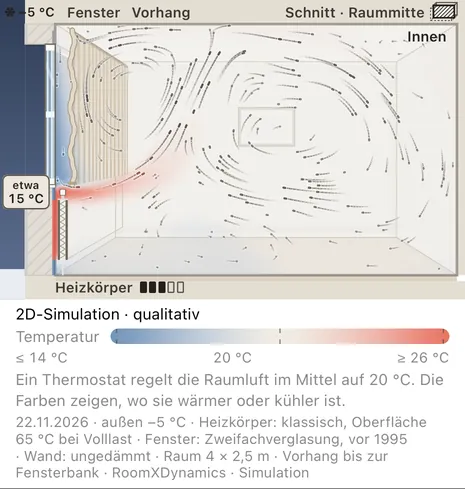 ❄ −5 °C Fenster Vorhang Schnitt · Raummitte
Innen
etwa
15 °C
Heizkörper
2D-Simulation · qualitativ
Temperatur
≤ 14 °C 20 °C ≥ 26 °C
Ein Thermostat regelt die Raumluft im Mittel auf 20 °C. Die
Farben zeigen, wo sie wärmer oder kühler ist.
22.11.2026 · außen −5 °C · Heizkörper: klassisch, Oberfläche
65 °C bei Volllast · Fenster: Zweifachverglasung, vor 1995
· Wand: ungedämmt · Raum 4 × 2,5 m · Vorhang bis zur
Fensterbank · RoomXDynamics · Simulation